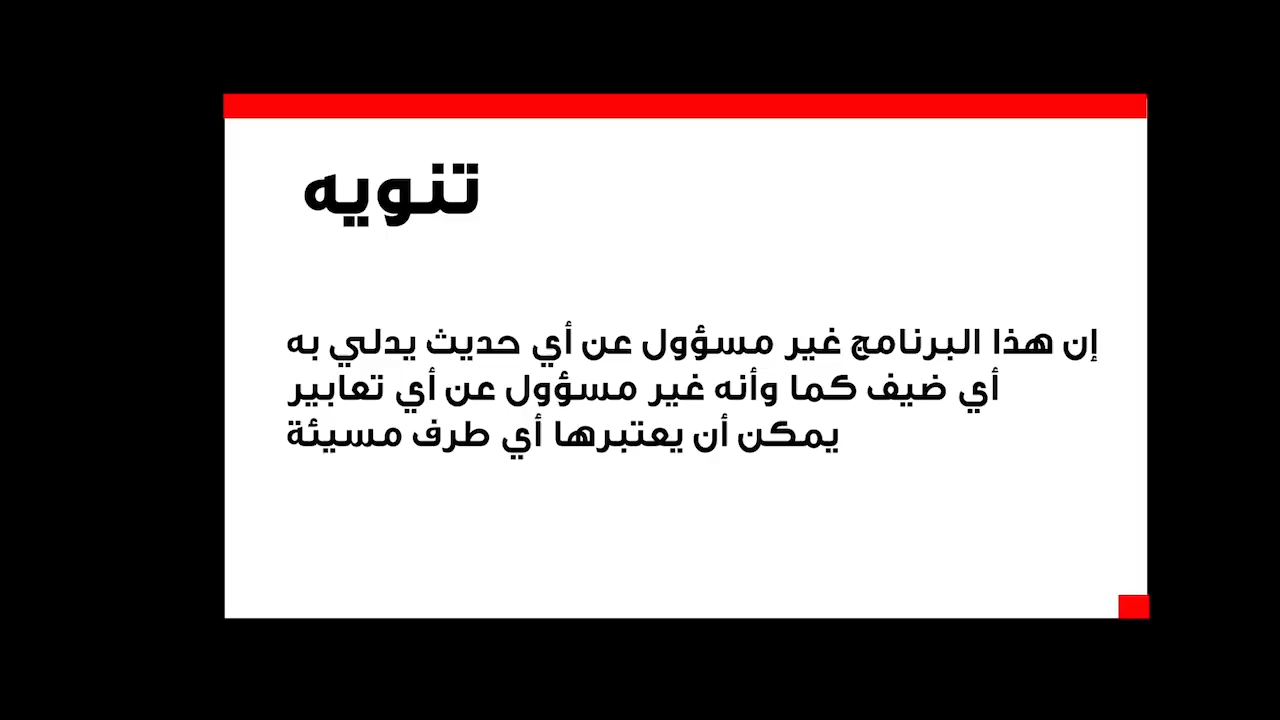 تنويه
إن هذا البرنامج غير مسؤول عن أي حديث يدلي به
أي ضيف كما وأنه غير مسؤول عن أي تعابير
يمكن أن يعتبرها أي طرف مسيئة